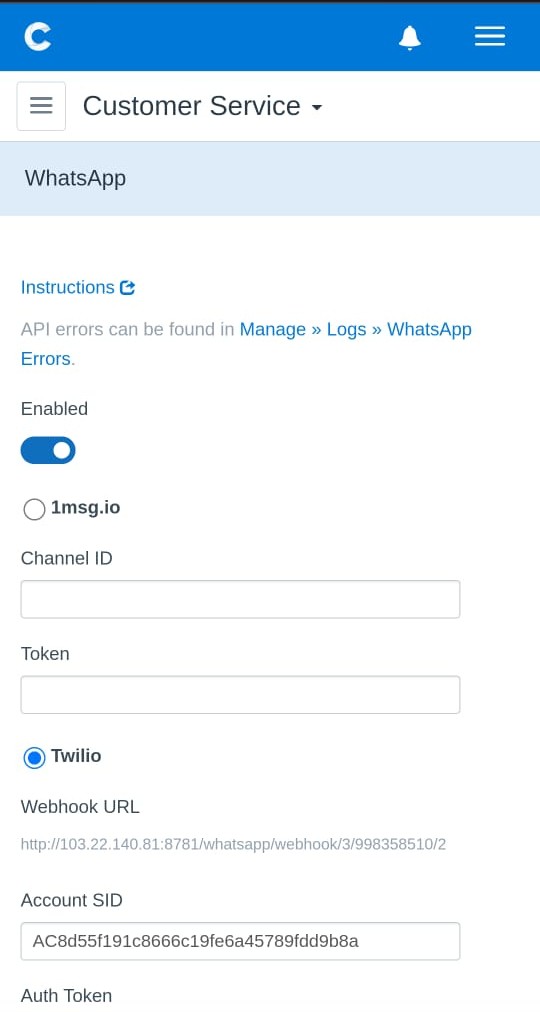 Customer Service
WhatsApp
Instructions
API errors can be found in Manage » Logs » WhatsApp
Errors.
Enabled
1msg.io
Channel ID
Token
Twilio
Webhook URL
http://103.22.140.81:8781/whatsapp/webhook/3/998358510/2
Account SID
AC8d55f191c8666c19fe6a45789fdd9b8a
Auth Token